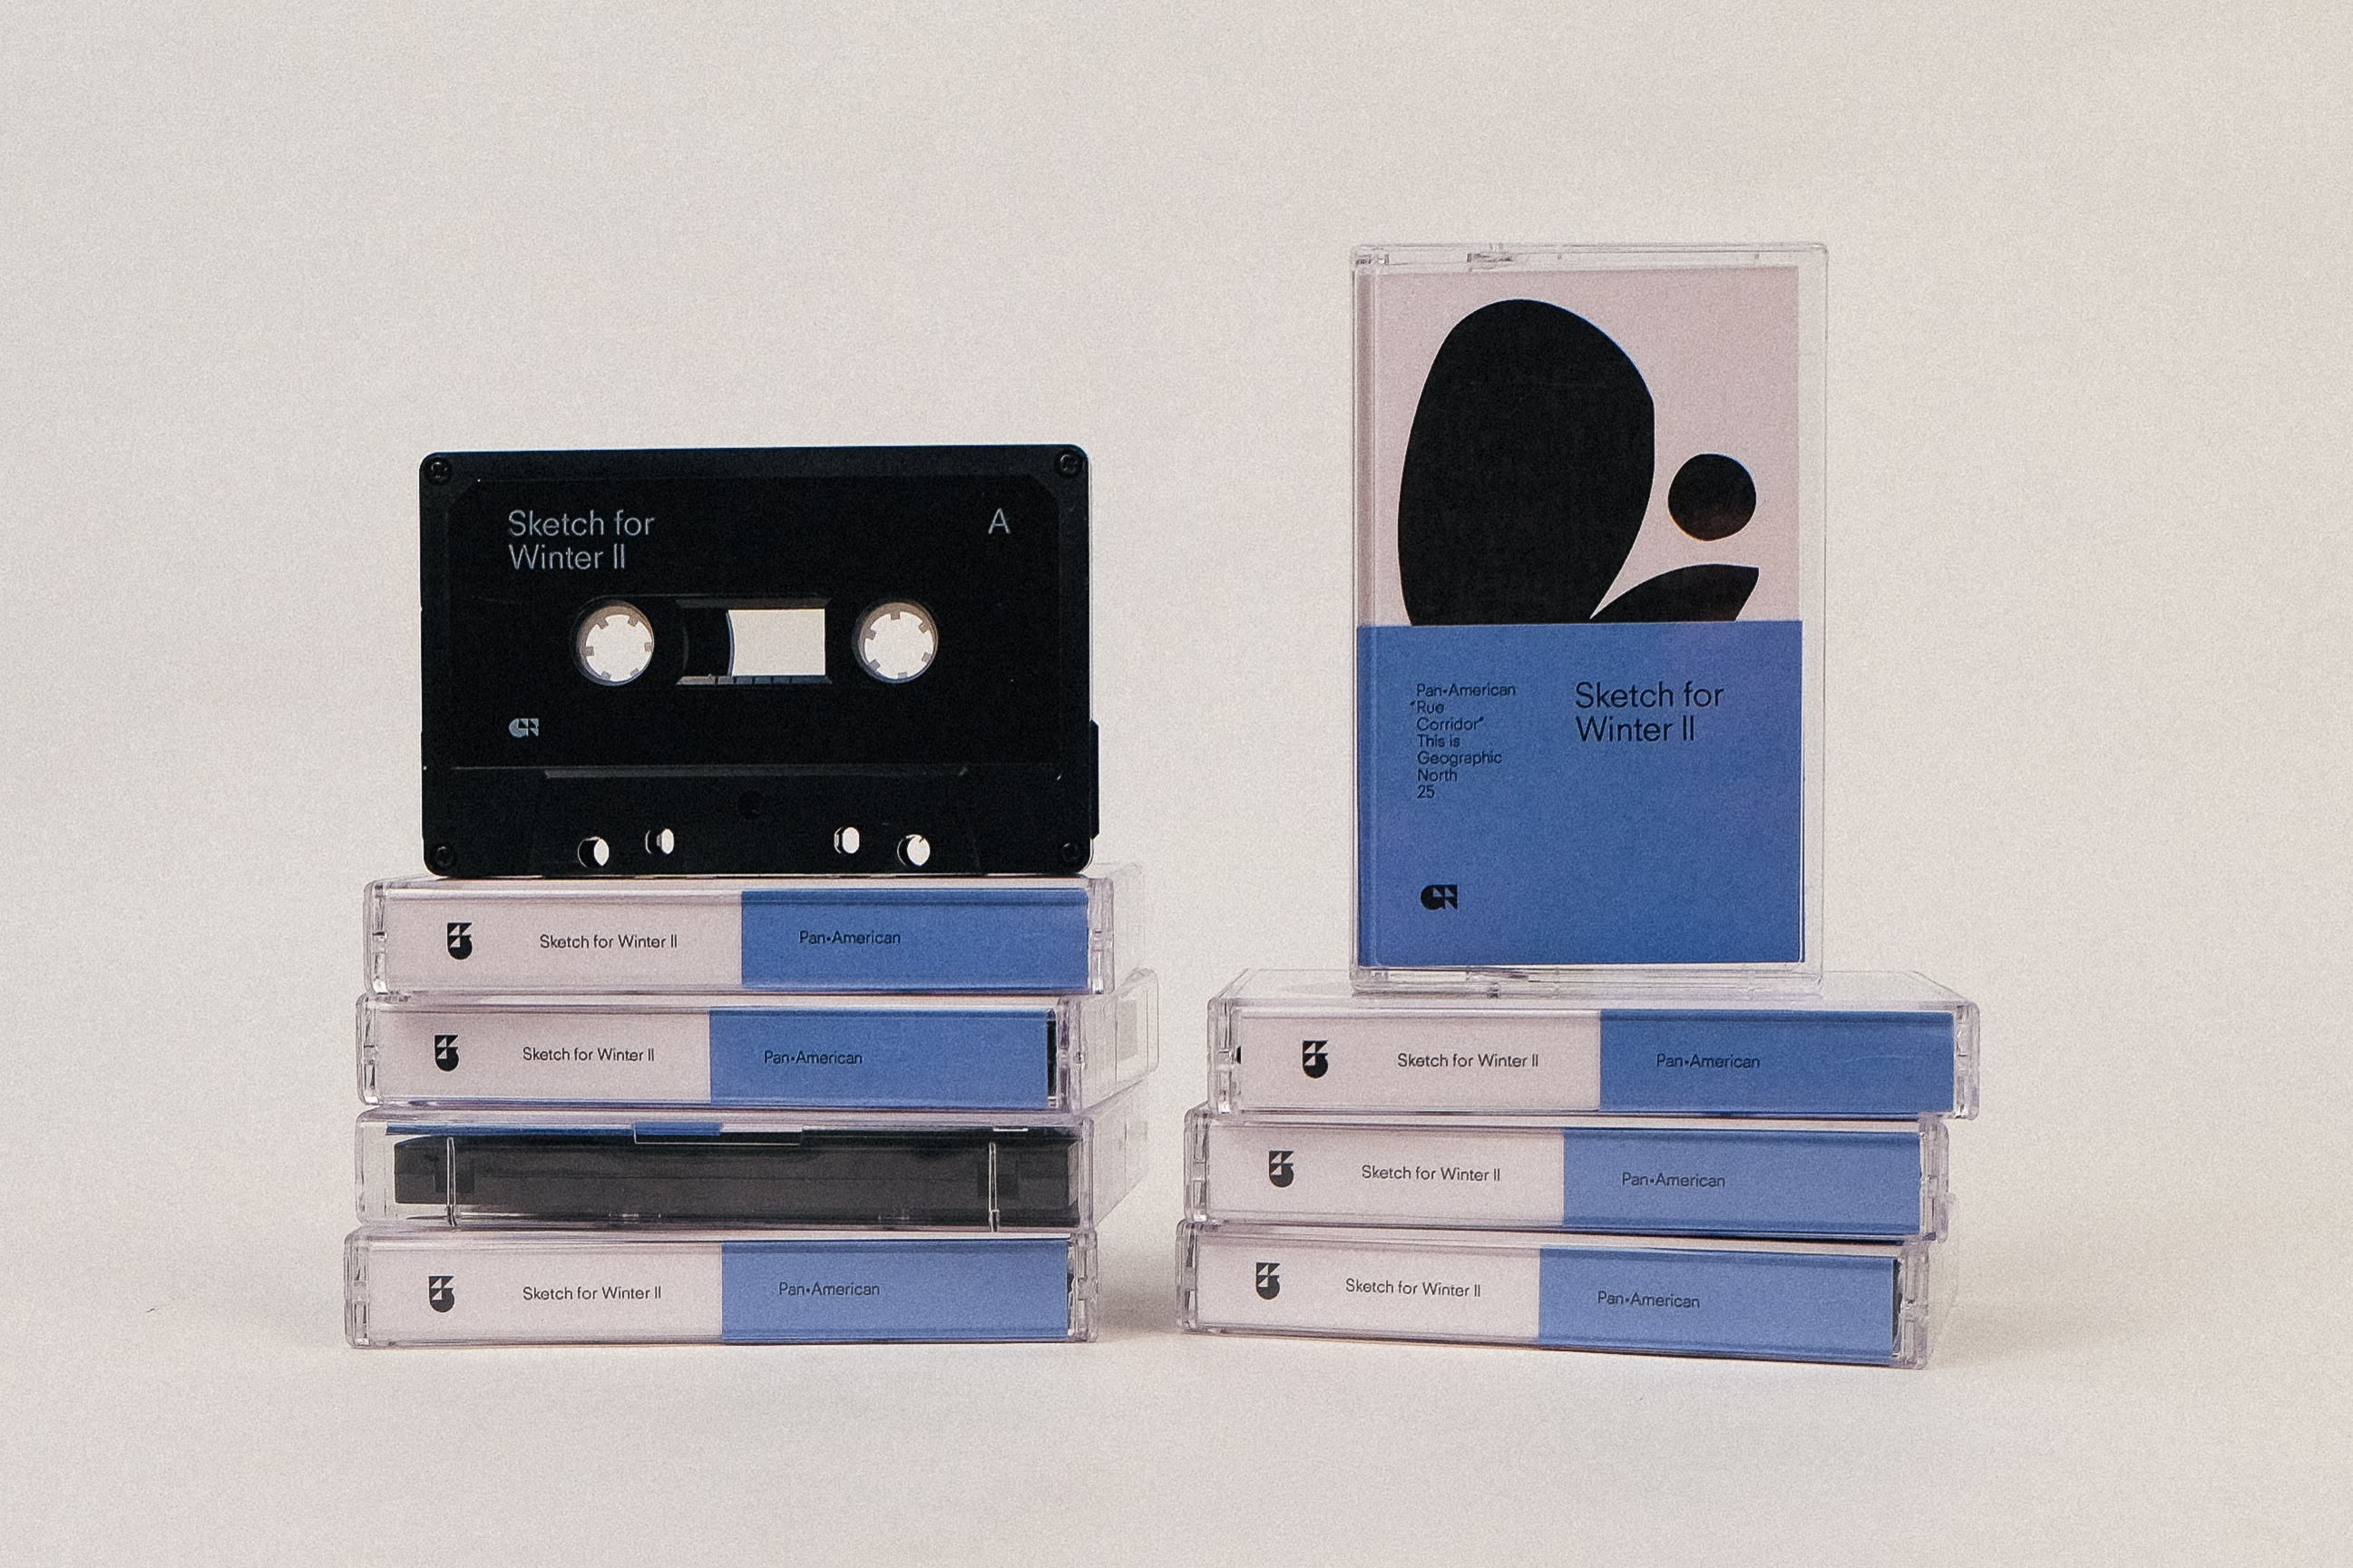 Sketch for
Winter II
A
GN
Sketch for Winter II
Pan•American
Sketch for Winter II
Pan•American
Sketch for Winter II
Pan•American
Pan•American
"Rue
Corridor"
This is
Geographic
North
25
Sketch for
Winter II
GN
Sketch for Winter II
Pan•American
Sketch for Winter II
Pan•American
Sketch for Winter II
Pan•American